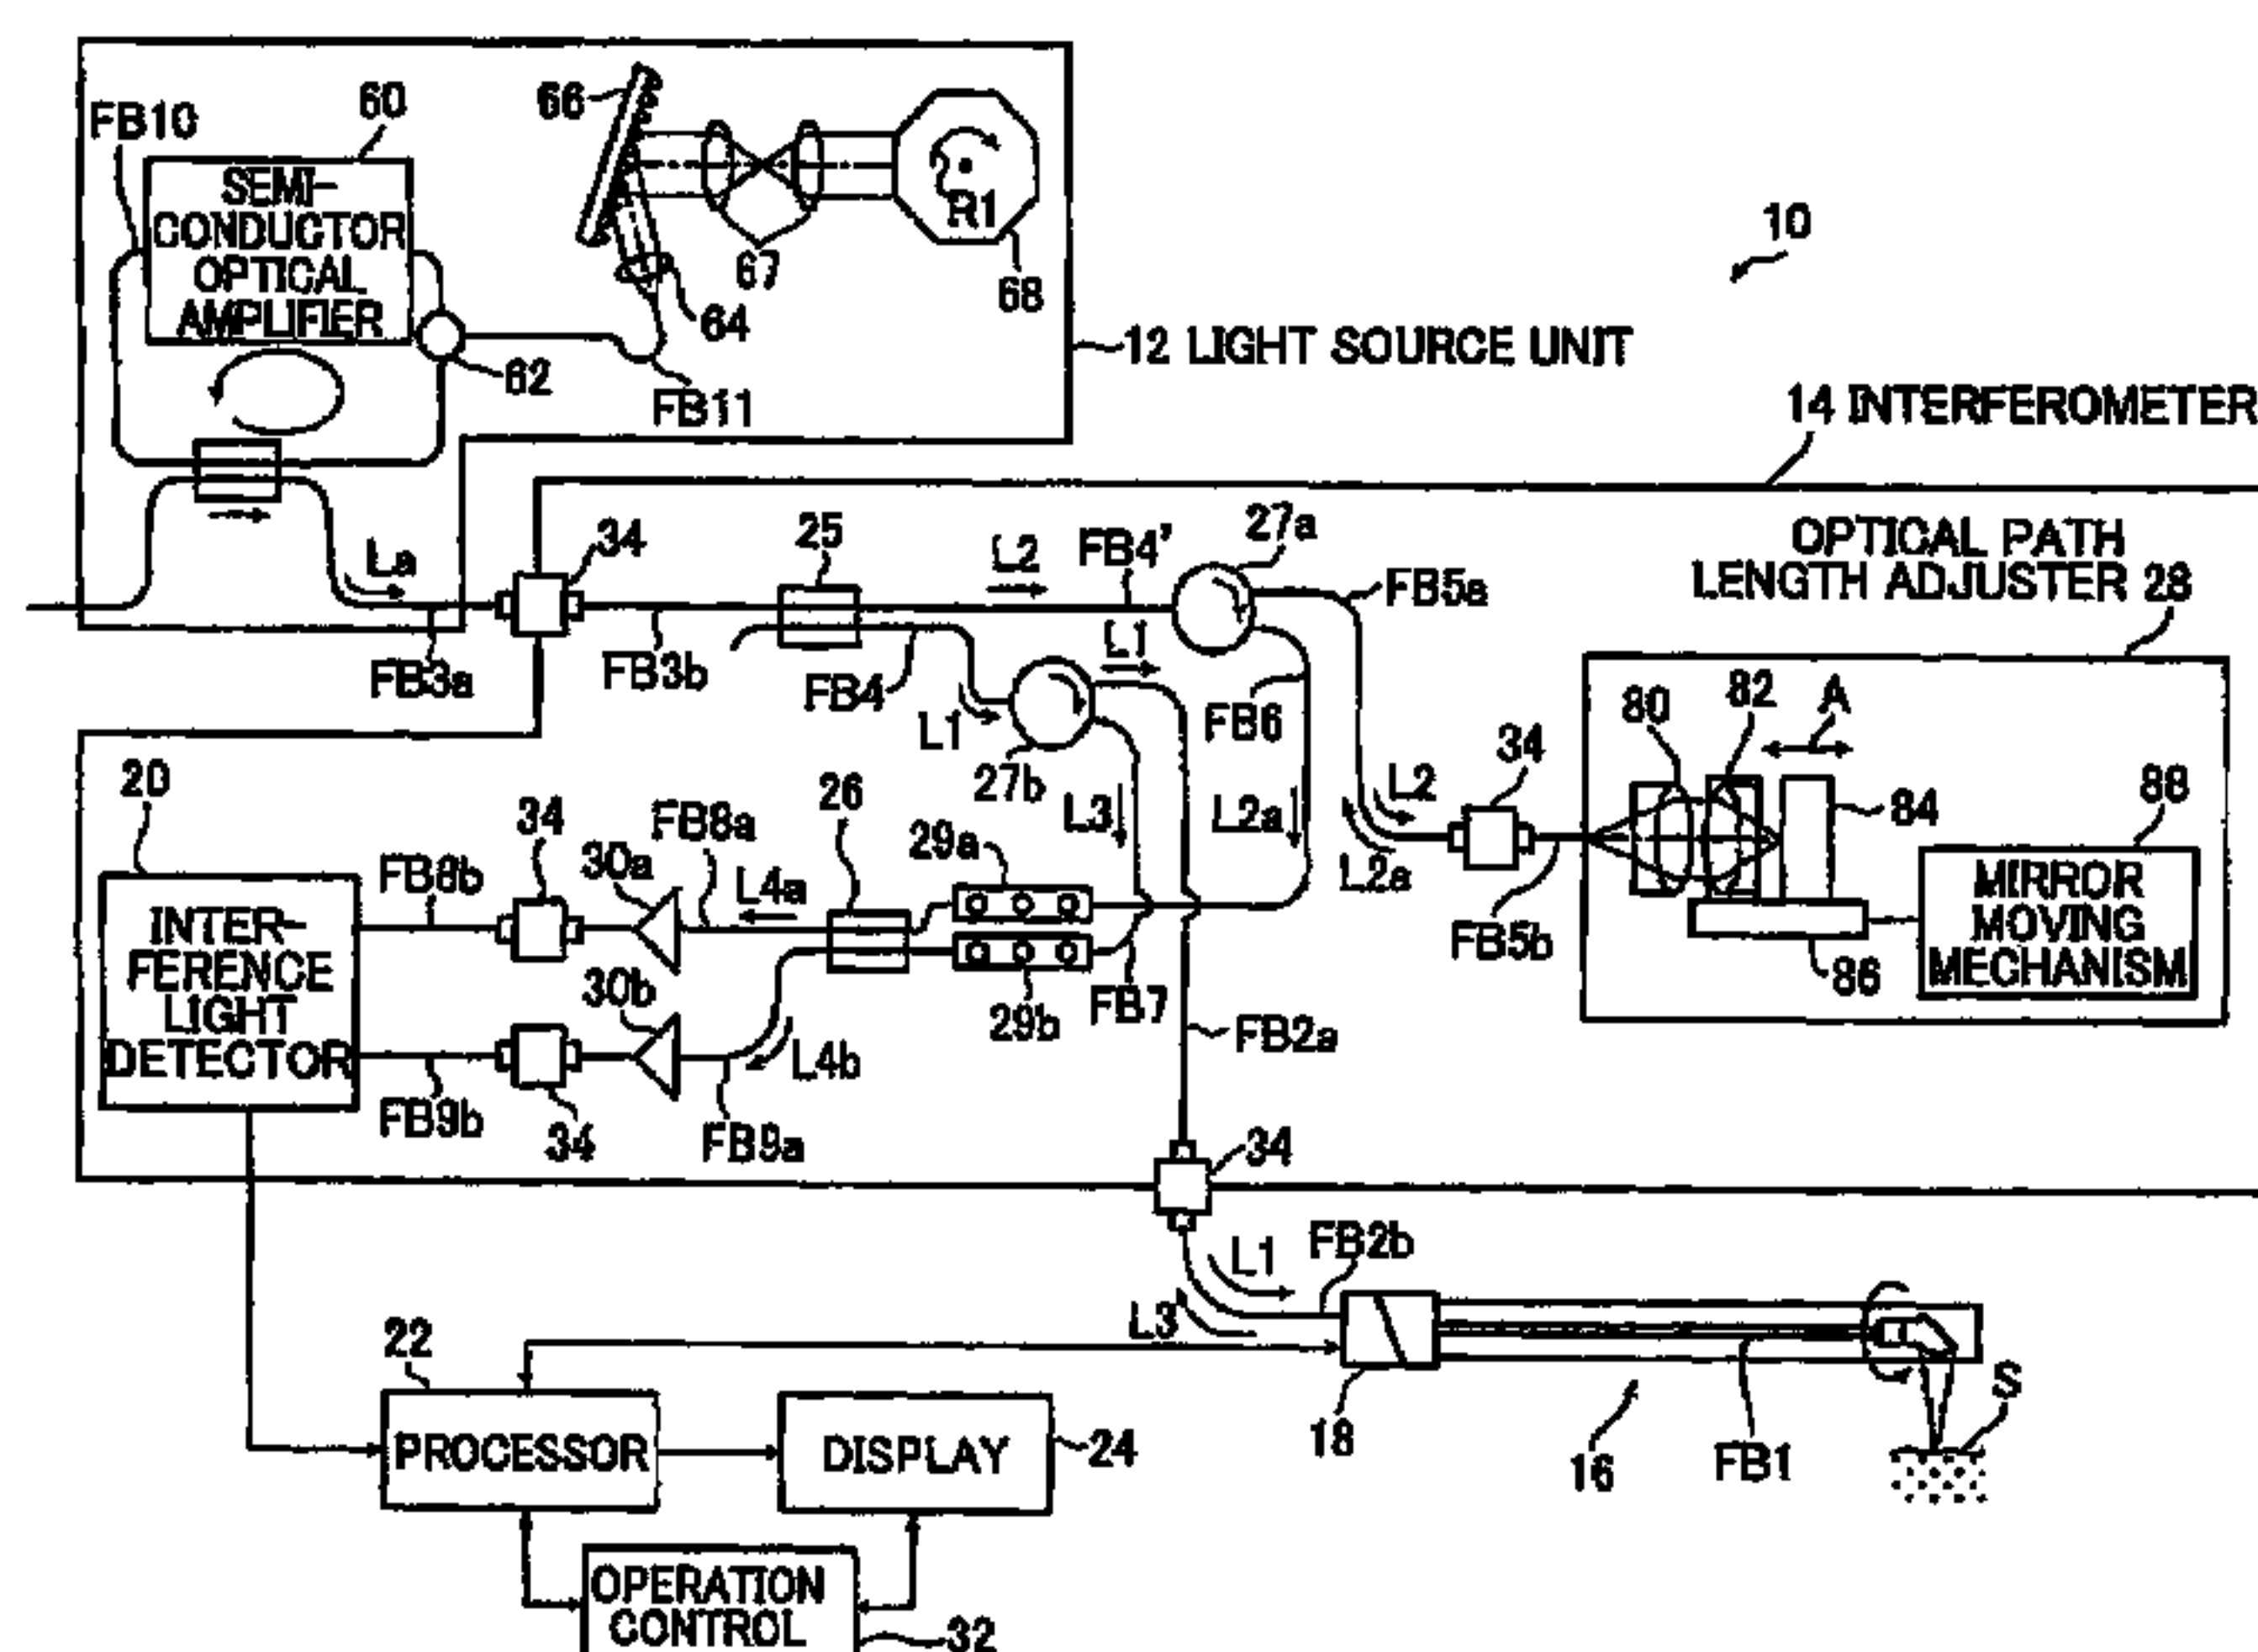 FB10
60
66
SEMI-
CONDUCTOR
OPTICAL
AMPLIFIER
R1
67
68
64
62
FB11
10
12 LIGHT SOURCE UNIT
14 INTERFEROMETER
La
34
25
L2
FB4'
27a
FB5a
OPTICAL PATH
LENGTH ADJUSTER 28
FB3a
FB3b
FB4
L1
L1
FB6
80
82
A
20
34
FB8a
26
27b
L3
L2a
L2
34
88
84
FB8b
30a
L4a
29a
L2a
INTER-
FERENCE
LIGHT
DETECTOR
MIRROR
MOVING
MECHANISM
FB5b
86
30b
29b
FB7
FB2a
L4b
FB9b
34
FB9a
34
L1
FB2b
L3
22
S
PROCESSOR
DISPLAY
24
18
16
FB1
OPERATION
CONTROL
32